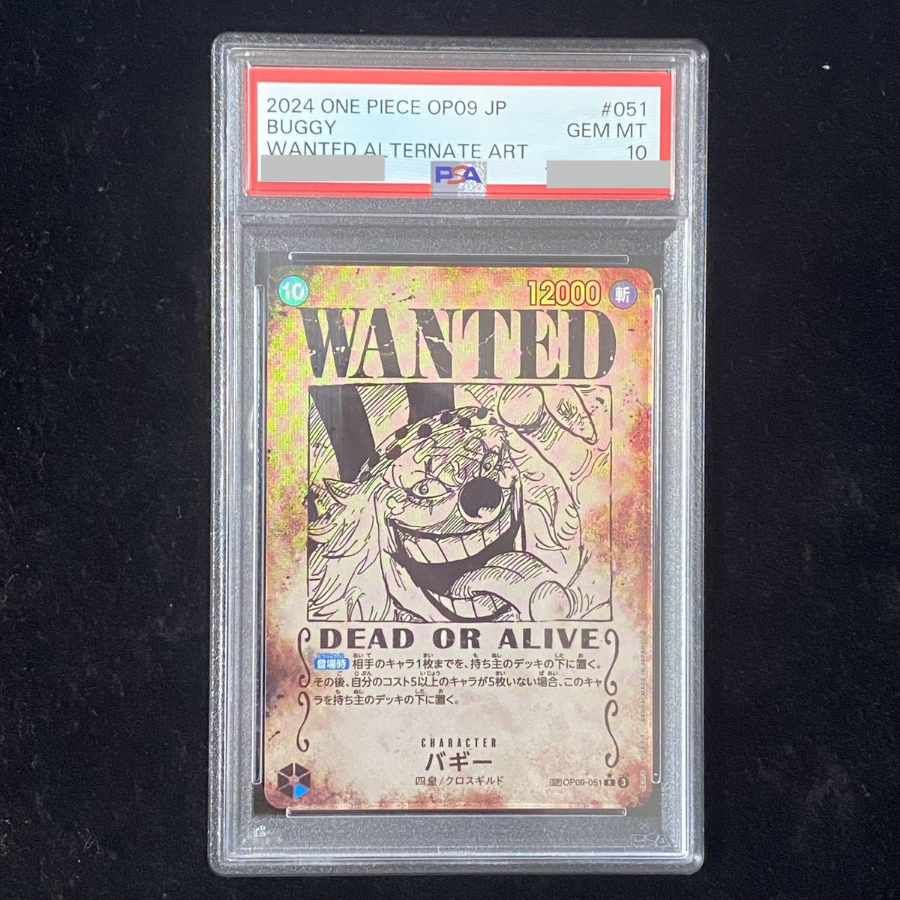 2024 ONE PIECE OP09 JP #051
BUGGY GEM MT
WANTED ALTERNATE ART 10
PSA
10 12000 斬
WANTED
DEAD OR ALIVE
登場時 相手のキャラ1枚までを、持ち主のデッキの下に置く。
その後、自分のコスト5以上のキャラが5枚いない場合、このキャ
ラを持ち主のデッキの下に置く。
CHARACTER
バギー
四皇/クロスギルド
SP OP09-051 R 3